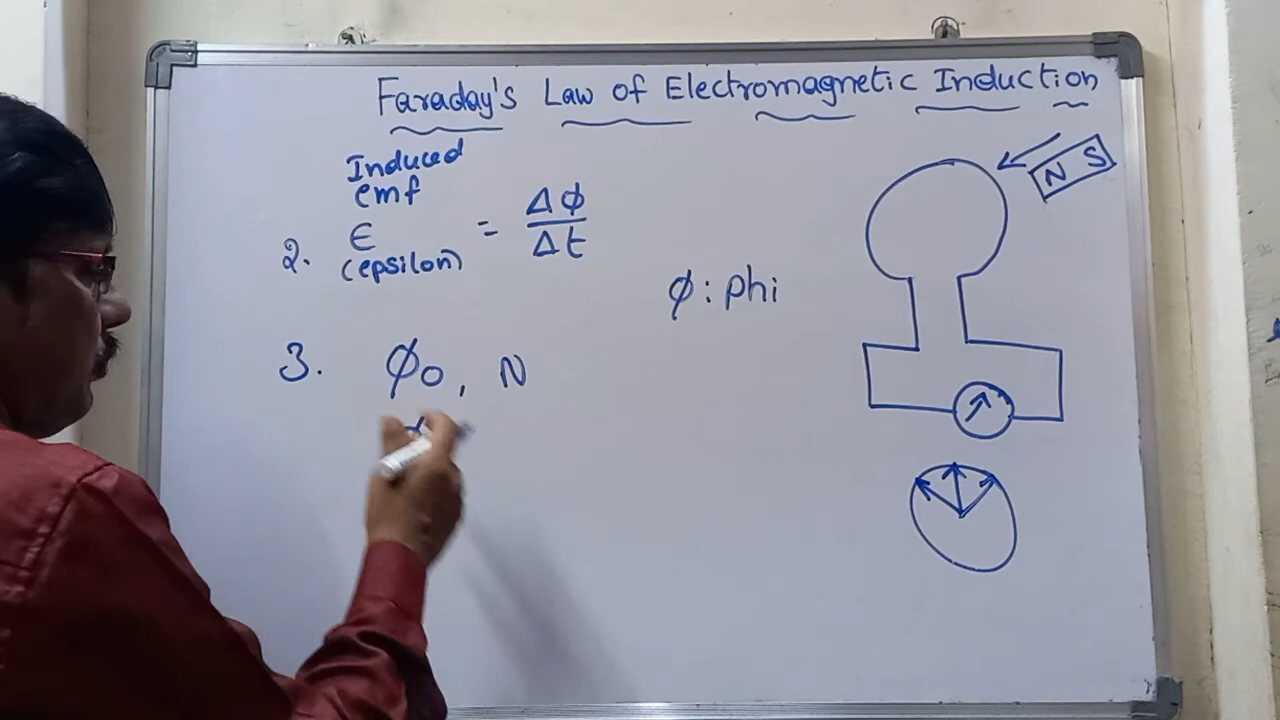 Faraday's Law of Electromagnetic Induction
Induced
emf
2. ϵ = Δϕ/Δt
(epsilon)
ϕ : phi
3. ϕ0, N
N S